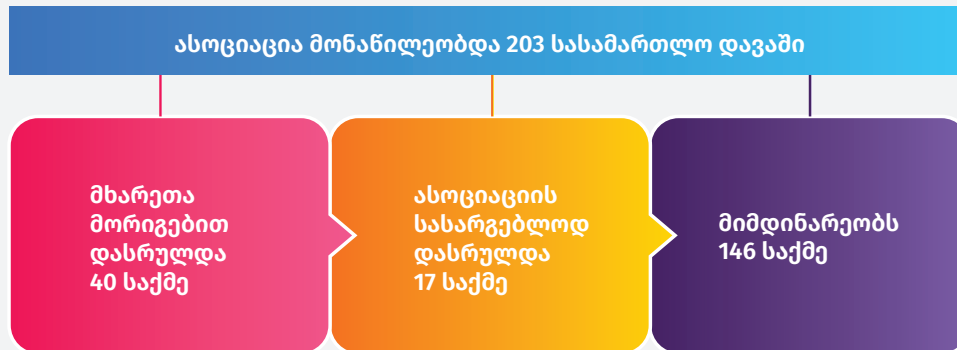 ასოციაცია მონაწილეობდა 203 სასამართლო დავაში
მხარეთა
მორიგებით
დასრულდა
40 საქმე
ასოციაციის
სასარგებლოდ
დასრულდა
17 საქმე
მიმდინარეობს
146 საქმე